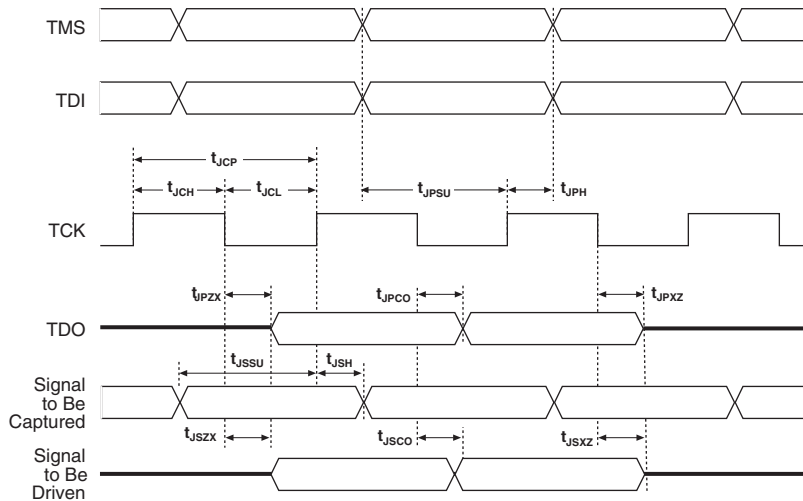 TMS
TDI
tJCP
tJCH
tJCL
tJPSU
tJPH
TCK
tJPZX
tJPCO
tJPXZ
TDO
tJSSU
tJSH
Signal
to Be
Captured
tJSZX
tJSCO
tJSXZ
Signal
to Be
Driven